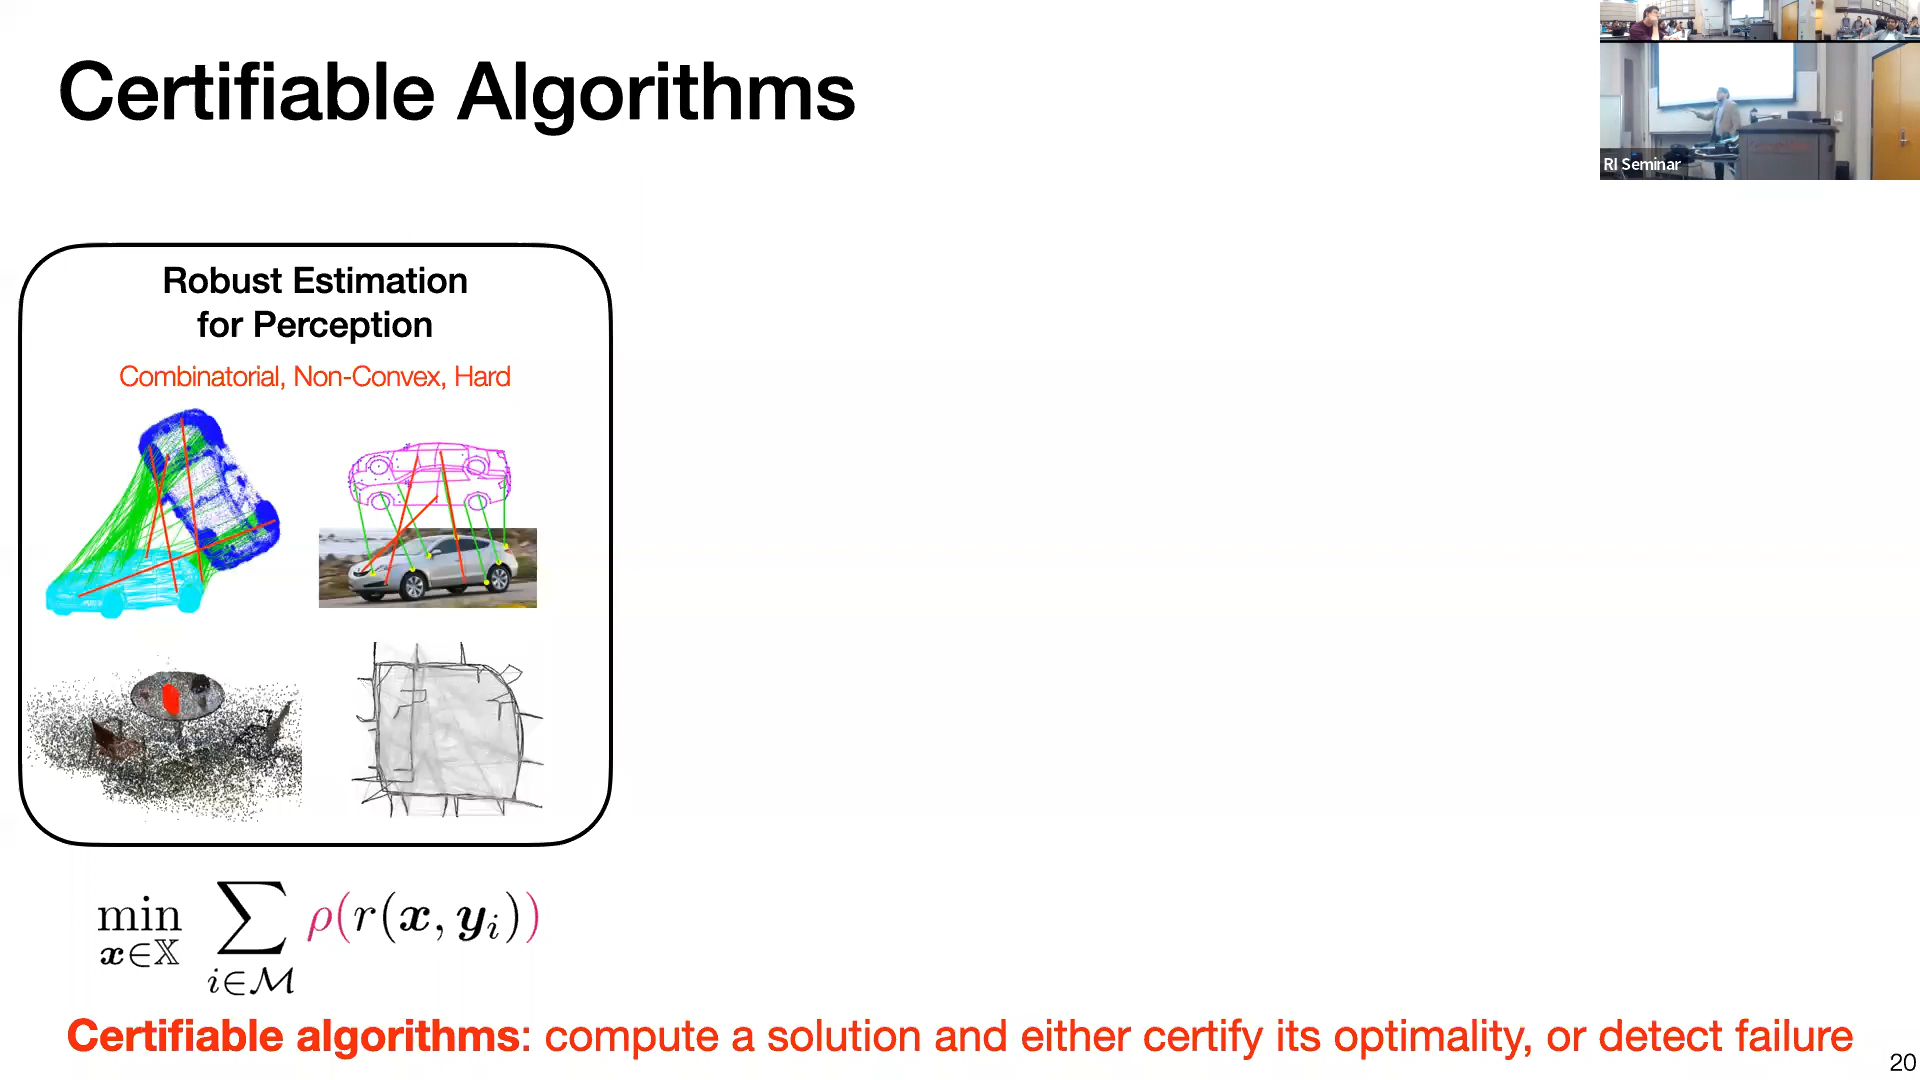 Certifiable Algorithms
RI Seminar
Robust Estimation
for Perception
Combinatorial, Non-Convex, Hard
min x∈𝕏 ∑ i∈ℳ ρ(r(x, y_i))
Certifiable algorithms: compute a solution and either certify its optimality, or detect failure
20